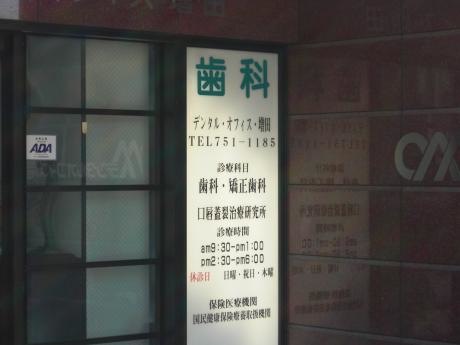 歯科
デンタル・オフィス・増田
TEL751-1185
診療科目
歯科・矯正歯科
口唇蓋裂治療研究所
診療時間
am9:30-pm1:00
pm2:30-pm6:00
休診日 日曜・祝日・木曜
保険医療機関
国民健康保険療養取扱機関
ADA